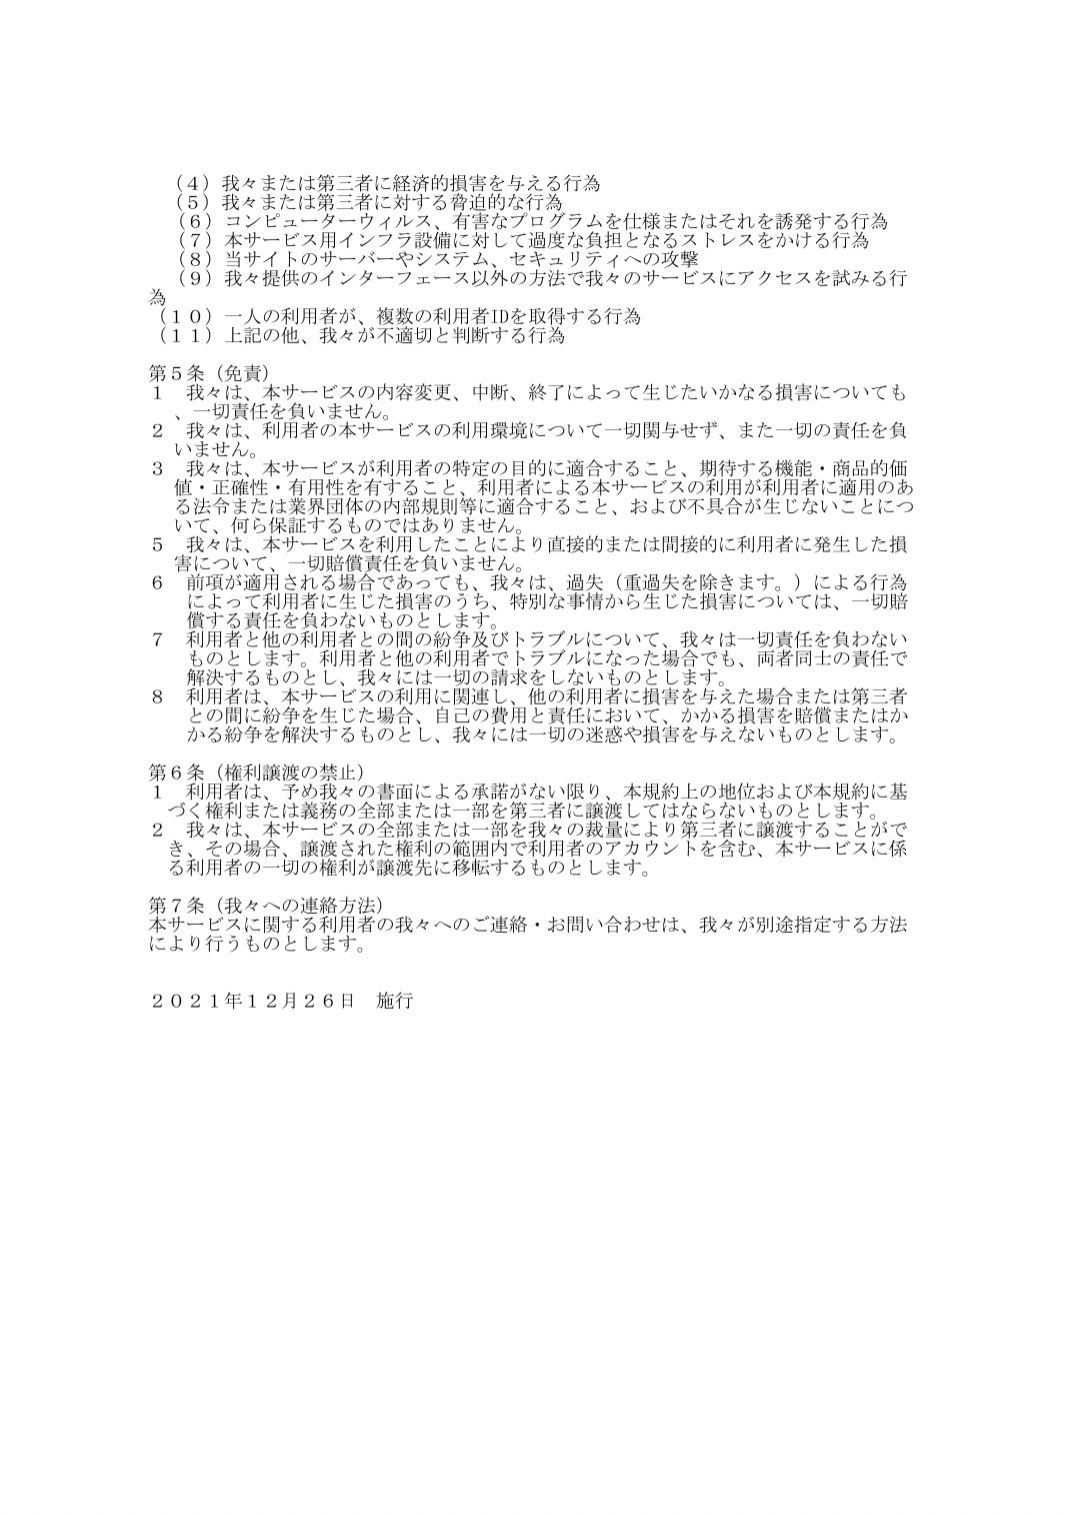 （４）我々または第三者に経済的損害を与える行為
（５）我々または第三者に対する脅迫的な行為
（６）コンピューターウィルス、有害なプログラムを仕様またはそれを誘発する行為
（７）本サービス用インフラ設備に対して過度な負担となるストレスをかける行為
（８）当サイトのサーバーやシステム、セキュリティへの攻撃
（９）我々提供のインターフェース以外の方法で我々のサービスにアクセスを試みる行
為
（１０）一人の利用者が、複数の利用者IDを取得する行為
（１１）上記の他、我々が不適切と判断する行為
第５条（免責）
１　我々は、本サービスの内容変更、中断、終了によって生じたいかなる損害についても
、一切責任を負いません。
２　我々は、利用者の本サービスの利用環境について一切関与せず、また一切の責任を負
いません。
３　我々は、本サービスが利用者の特定の目的に適合すること、期待する機能・商品的価
値・正確性・有用性を有すること、利用者による本サービスの利用が利用者に適用のあ
る法令または業界団体の内部規則等に適合すること、および不具合が生じないことにつ
いて、何ら保証するものではありません。
５　我々は、本サービスを利用したことにより直接的または間接的に利用者に発生した損
害について、一切賠償責任を負いません。
６　前項が適用される場合であっても、我々は、過失（重過失を除きます。）による行為
によって利用者に生じた損害のうち、特別な事情から生じた損害については、一切賠
償する責任を負わないものとします。
７　利用者と他の利用者との間の紛争及びトラブルについて、我々は一切責任を負わない
ものとします。利用者と他の利用者でトラブルになった場合でも、両者同士の責任で
解決するものとし、我々には一切の請求をしないものとします。
８　利用者は、本サービスの利用に関連し、他の利用者に損害を与えた場合または第三者
との間に紛争を生じた場合、自己の費用と責任において、かかる損害を賠償またはか
かる紛争を解決するものとし、我々には一切の迷惑や損害を与えないものとします。
第６条（権利譲渡の禁止）
１　利用者は、予め我々の書面による承諾がない限り、本規約上の地位および本規約に基
づく権利または義務の全部または一部を第三者に譲渡してはならないものとします。
２　我々は、本サービスの全部または一部を我々の裁量により第三者に譲渡することがで
き、その場合、譲渡された権利の範囲内で利用者のアカウントを含む、本サービスに係
る利用者の一切の権利が譲渡先に移転するものとします。
第７条（我々への連絡方法）
本サービスに関する利用者の我々へのご連絡・お問い合わせは、我々が別途指定する方法
により行うものとします。
２０２１年１２月２６日　施行